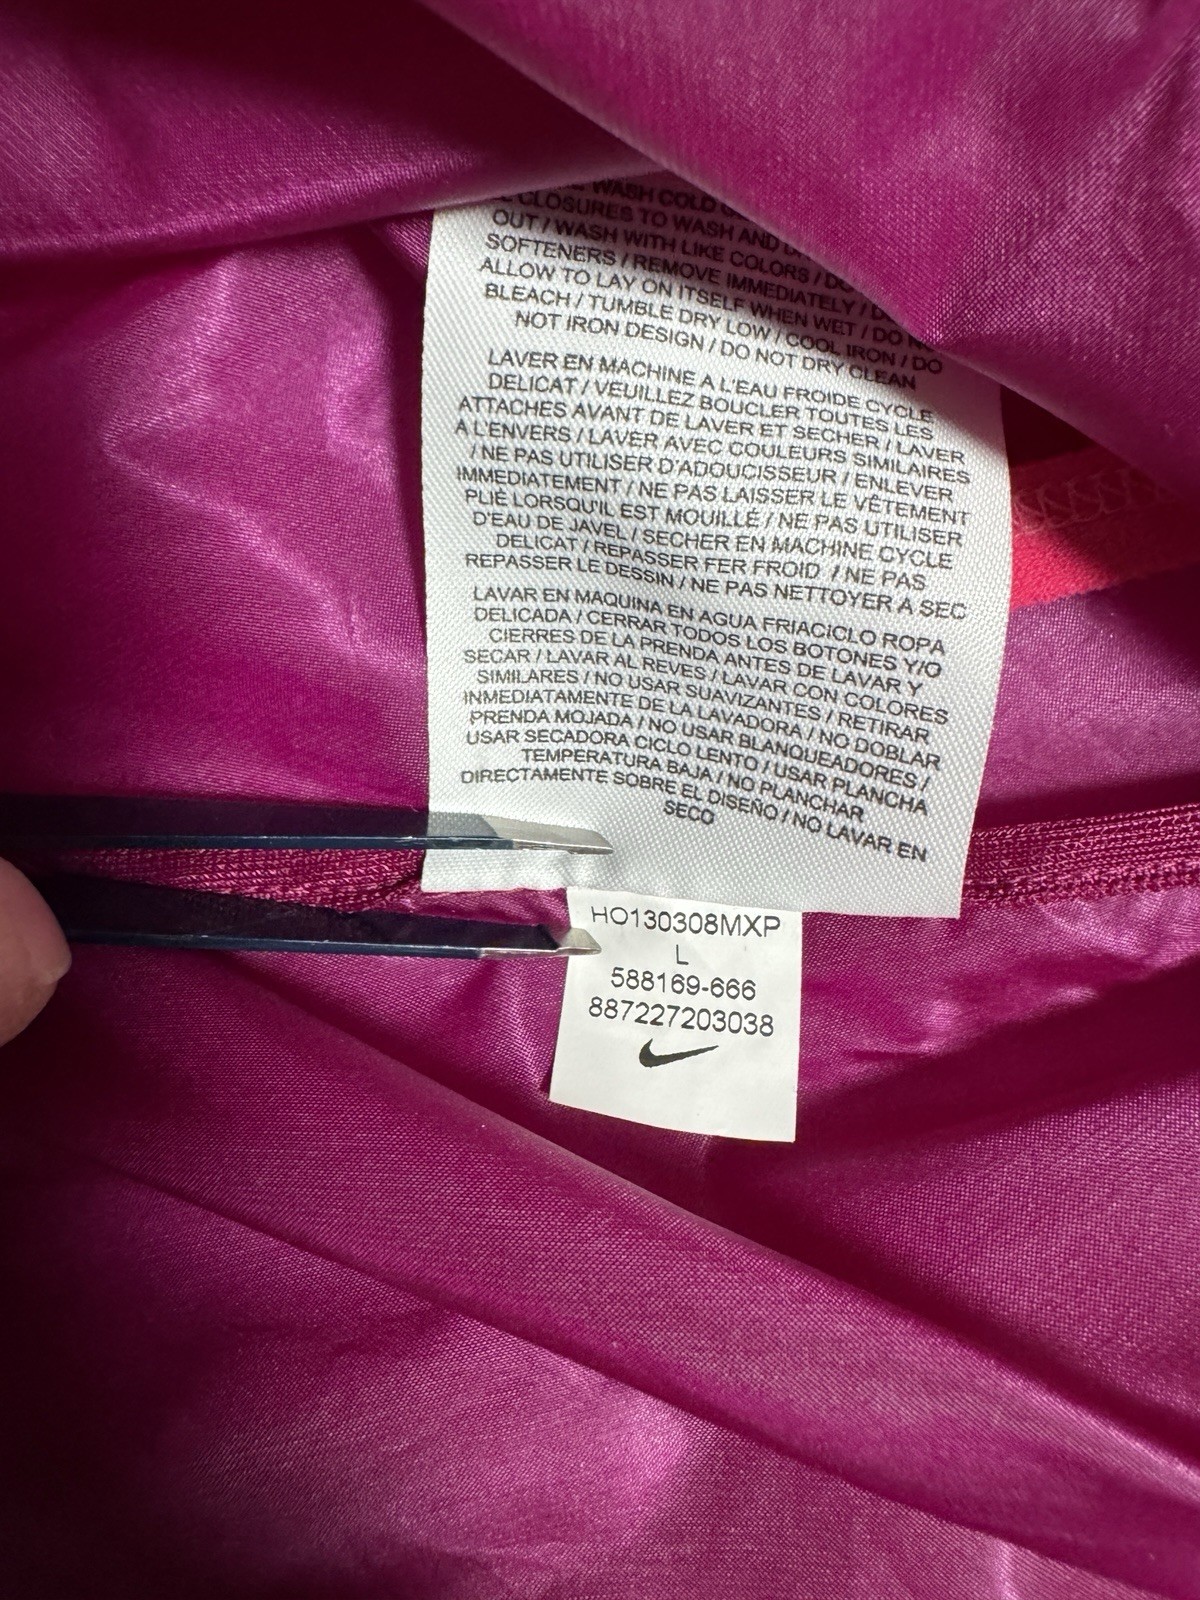 WASH COLD
CLOSURES TO WASH AND
OUT / WASH WITH LIKE COLORS / DO
SOFTENERS / REMOVE IMMEDIATELY /
ALLOW TO LAY ON ITSELF WHEN WET / DO
BLEACH / TUMBLE DRY LOW / COOL IRON / DO
NOT IRON DESIGN / DO NOT DRY CLEAN
LAVER EN MACHINE A L'EAU FROIDE CYCLE
DELICAT / VEUILLEZ BOUCLER TOUTES LES
ATTACHES AVANT DE LAVER ET SECHER / LAVER
A L'ENVERS / LAVER AVEC COULEURS SIMILAIRES
/ NE PAS UTILISER D'ADOUCISSEUR / ENLEVER
IMMEDIATEMENT / NE PAS LAISSER LE VÊTEMENT
PLIÈ LORSQU'IL EST MOUILLÉ / NE PAS UTILISER
D'EAU DE JAVEL / SECHER EN MACHINE CYCLE
DELICAT / REPASSER FER FROID / NE PAS
REPASSER LE DESSIN / NE PAS NETTOYER A SEC
LAVAR EN MAQUINA EN AGUA FRIACICLO ROPA
DELICADA / CERRAR TODOS LOS BOTONES Y/O
CIERRES DE LA PRENDA ANTES DE LAVAR Y
SECAR / LAVAR AL REVES / LAVAR CON COLORES
SIMILARES / NO USAR SUAVIZANTES / RETIRAR
INMEDIATAMENTE DE LA LAVADORA / NO DOBLAR
PRENDA MOJADA / NO USAR BLANQUEADORES /
USAR SECADORA CICLO LENTO / USAR PLANCHA
TEMPERATURA BAJA / NO PLANCHAR
DIRECTAMENTE SOBRE EL DISEÑO / NO LAVAR EN
SECO
HO130308MXP
L
588169-666
887227203038